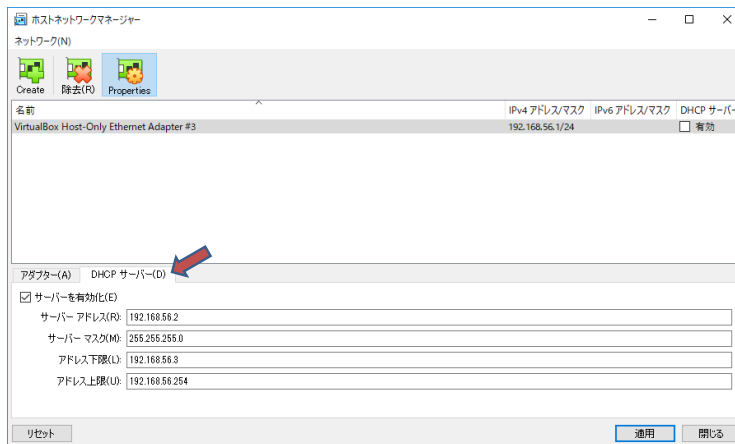 ホストネットワークマネージャー
ネットワーク(N)
Create 除去(R) Properties
名前 IPv4 アドレス/マスク IPv6 アドレス/マスク DHCP サーバー
VirtualBox Host-Only Ethernet Adapter #3 192.168.56.1/24 有効
アダプター(A) DHCP サーバー(D)
サーバーを有効化(E)
サーバー アドレス(R): 192.168.56.2
サーバー マスク(M): 255.255.255.0
アドレス下限(L): 192.168.56.3
アドレス上限(U): 192.168.56.254
リセット 適用 閉じる